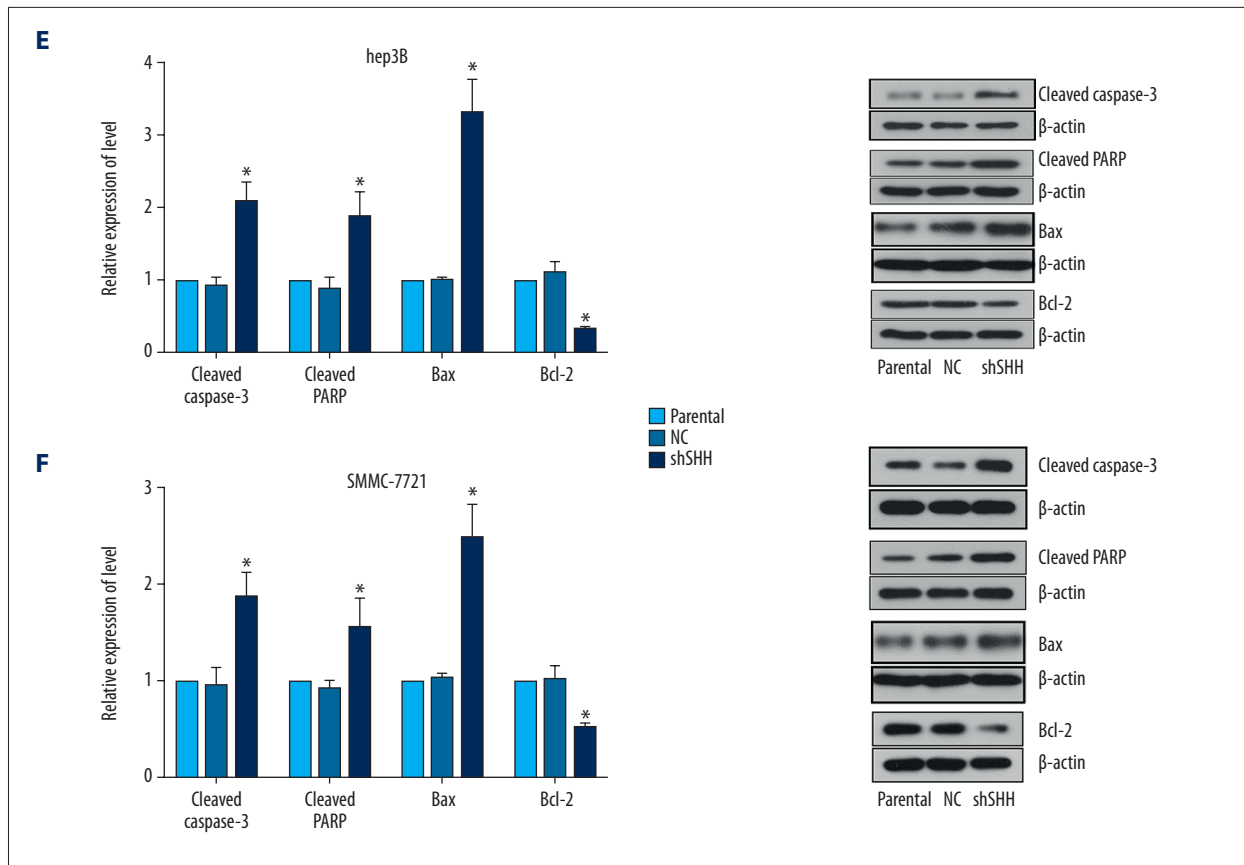 E
hep3B
Relative expression of level
4
3
2
1
0
*
*
*
*
Cleaved
caspase-3
Cleaved
PARP
Bax
Bcl-2
Cleaved caspase-3
β-actin
Cleaved PARP
β-actin
Bax
β-actin
Bcl-2
β-actin
Parental NC shSHH
Parental
NC
shSHH
F
SMMC-7721
Relative expression of level
3
2
1
0
*
*
*
*
Cleaved
caspase-3
Cleaved
PARP
Bax
Bcl-2
Cleaved caspase-3
β-actin
Cleaved PARP
β-actin
Bax
β-actin
Bcl-2
β-actin
Parental NC shSHH